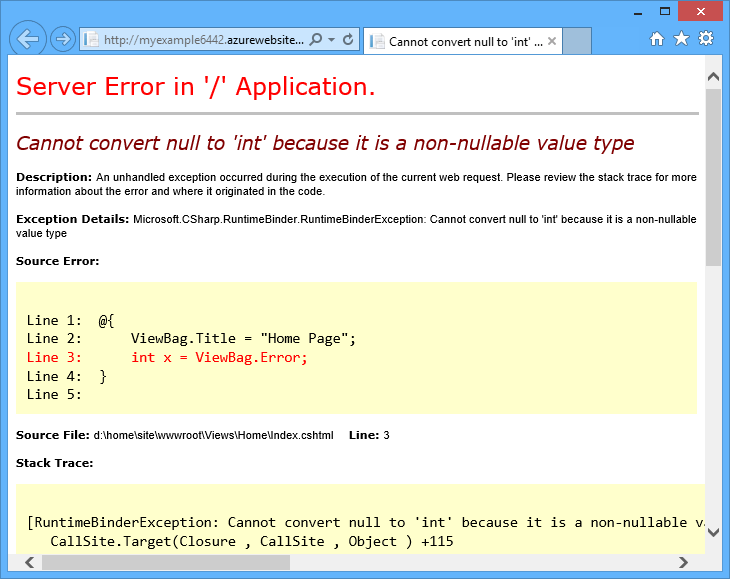 http://myexample6442.azurewebsite...
Cannot convert null to 'int' ...
Server Error in '/' Application.
Cannot convert null to 'int' because it is a non-nullable value type
Description: An unhandled exception occurred during the execution of the current web request. Please review the stack trace for more
information about the error and where it originated in the code.
Exception Details: Microsoft.CSharp.RuntimeBinder.RuntimeBinderException: Cannot convert null to 'int' because it is a non-nullable
value type
Source Error:
Line 1:  @{
Line 2:      ViewBag.Title = "Home Page";
Line 3:      int x = ViewBag.Error;
Line 4:  }
Line 5:
Source File: d:\home\site\wwwroot\Views\Home\Index.cshtml    Line: 3
Stack Trace:
[RuntimeBinderException: Cannot convert null to 'int' because it is a non-nullable v
CallSite.Target(Closure , CallSite , Object ) +115